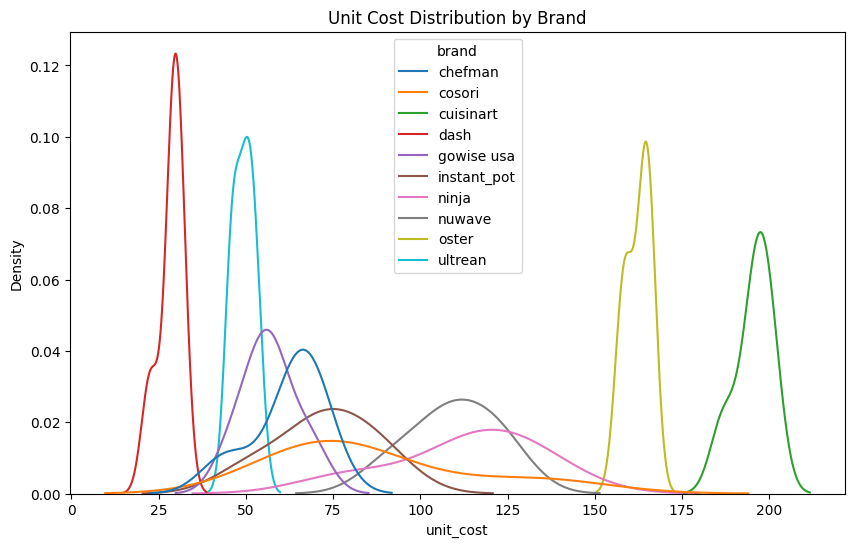 Unit Cost Distribution by Brand
brand
chefman
cosori
cuisinart
dash
gowise usa
instant_pot
ninja
nuwave
oster
ultrean
Density
0.12
0.10
0.08
0.06
0.04
0.02
0.00
0 25 50 75 100 125 150 175 200
unit_cost